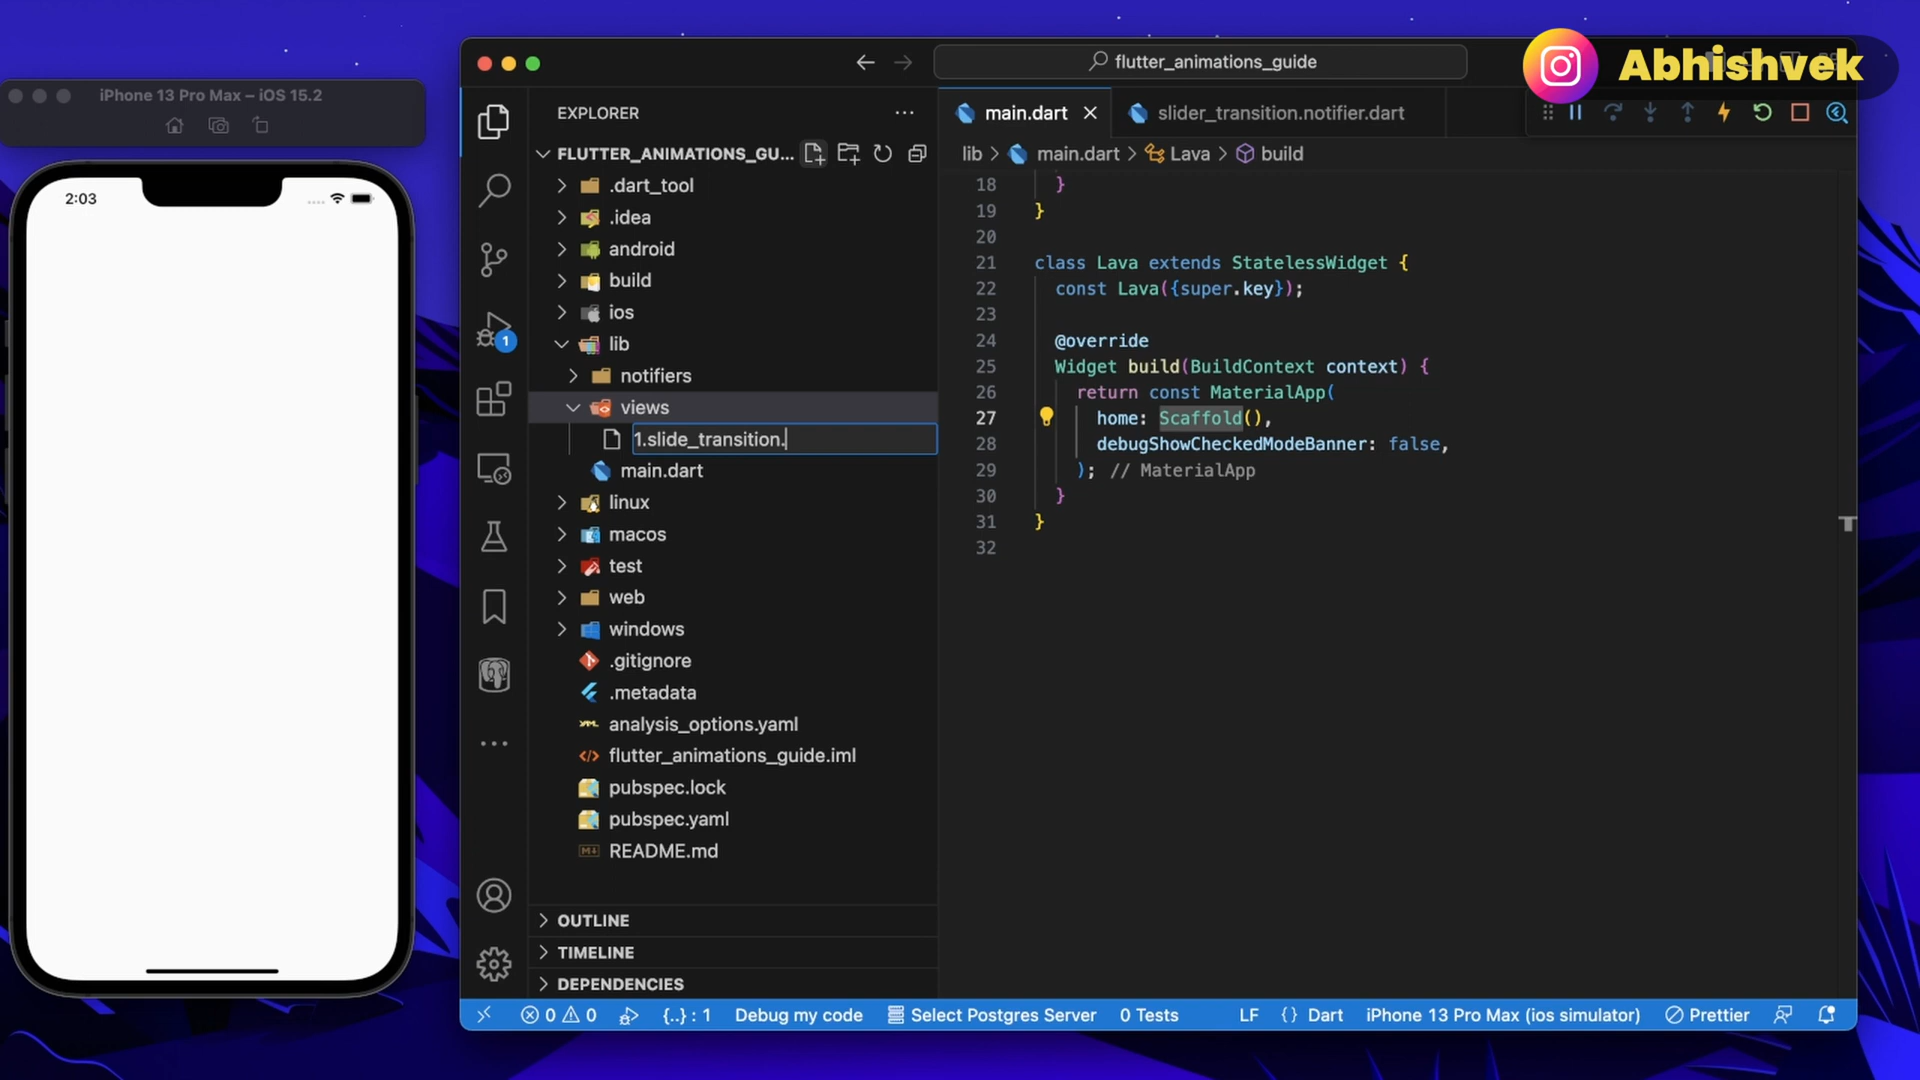 Abhishvek
iPhone 13 Pro Max – iOS 15.2
2:03
flutter_animations_guide
EXPLORER
FLUTTER_ANIMATIONS_GU...
.dart_tool
.idea
android
build
ios
lib
notifiers
views
1.slide_transition.
main.dart
linux
macos
test
web
windows
.gitignore
.metadata
analysis_options.yaml
flutter_animations_guide.iml
pubspec.lock
pubspec.yaml
README.md
OUTLINE
TIMELINE
DEPENDENCIES
1
main.dart
slider_transition.notifier.dart
lib > main.dart > Lava > build
18 }
19 }
20
21 class Lava extends StatelessWidget {
22 const Lava({super.key});
23
24 @override
25 Widget build(BuildContext context) {
26 return const MaterialApp(
27 home: Scaffold(),
28 debugShowCheckedModeBanner: false,
29 ); // MaterialApp
30 }
31 }
32
0 0 {..} : 1 Debug my code Select Postgres Server 0 Tests LF {} Dart iPhone 13 Pro Max (ios simulator) Prettier